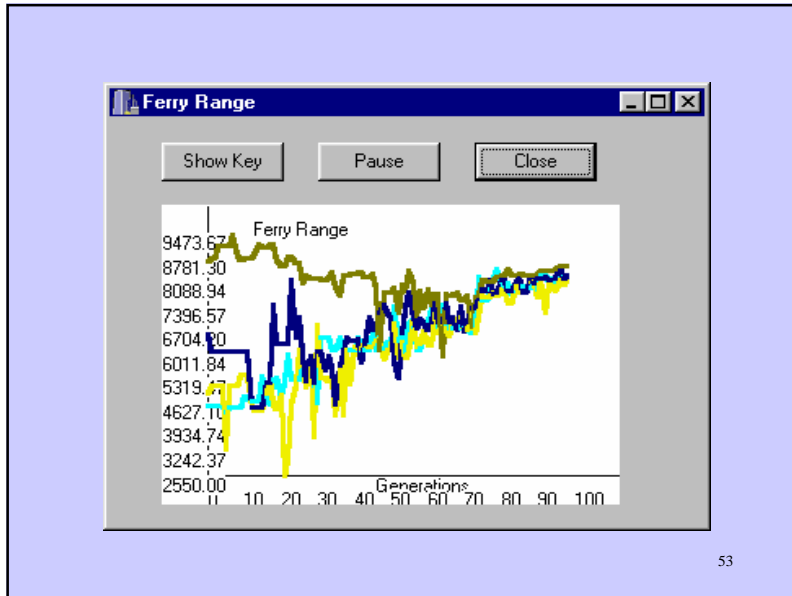 Ferry Range
Show Key Pause Close
Ferry Range
9473.67
8781.30
8088.94
7396.57
6704.20
6011.84
5319.47
4627.10
3934.74
3242.37
2550.00
Generations
0 10 20 30 40 50 60 70 80 90 100
53